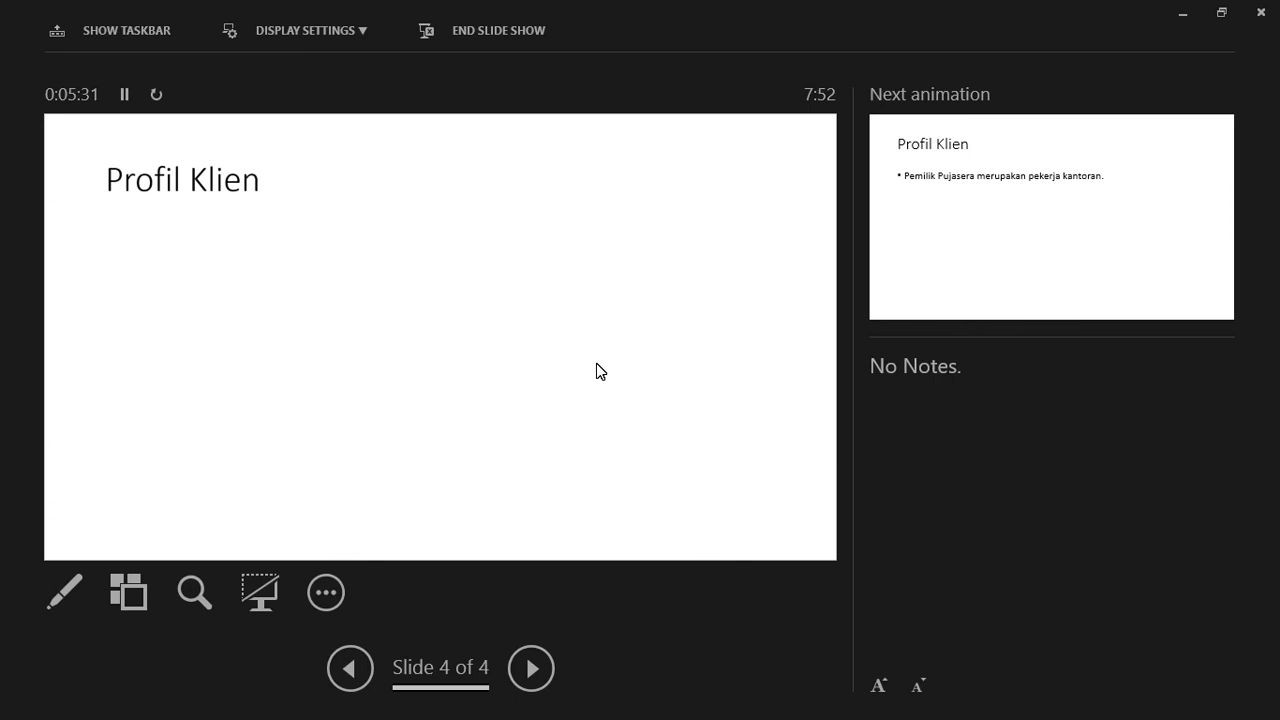 SHOW TASKBAR
DISPLAY SETTINGS ▼
END SLIDE SHOW
0:05:31
7:52
Profil Klien
Next animation
Profil Klien
• Pemilik Pujasera merupakan pekerja kantoran.
No Notes.
Slide 4 of 4
A A